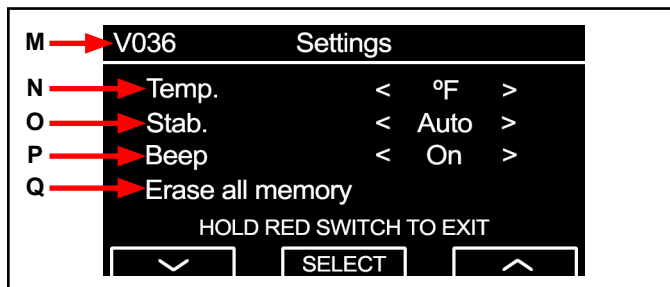 M V036 Settings
N Temp. < ºF >
O Stab. < Auto >
P Beep < On >
Q Erase all memory
HOLD RED SWITCH TO EXIT
SELECT